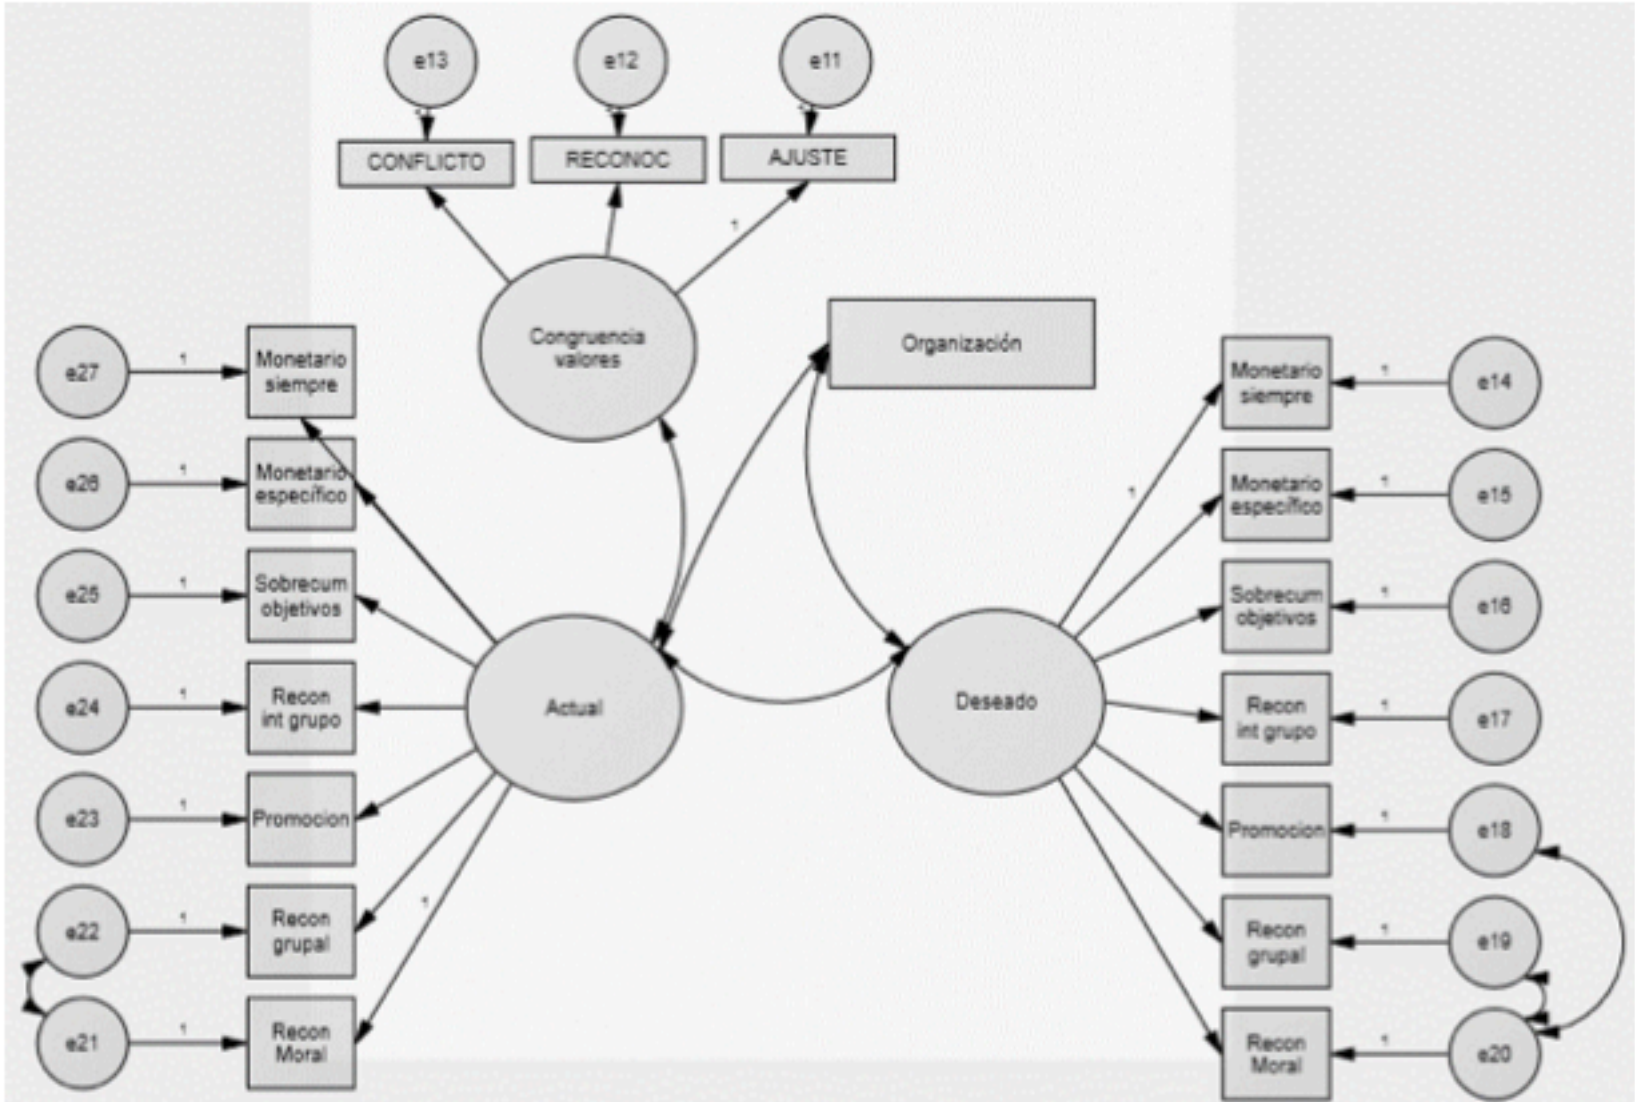 e13
e12
e11
CONFLICTO
RECONOC
AJUSTE
1
Congruencia
valores
Organización
e27
1
Monetario
siempre
e26
1
Monetario
específico
e25
1
Sobrecum
objetivos
e24
1
Recon
int grupo
e23
1
Promocion
e22
1
Recon
grupal
e21
1
Recon
Moral
Actual
1
Deseado
1
Monetario
siempre
1
e14
Monetario
específico
1
e15
Sobrecum
objetivos
1
e16
Recon
int grupo
1
e17
Promocion
1
e18
Recon
grupal
1
e19
Recon
Moral
1
e20